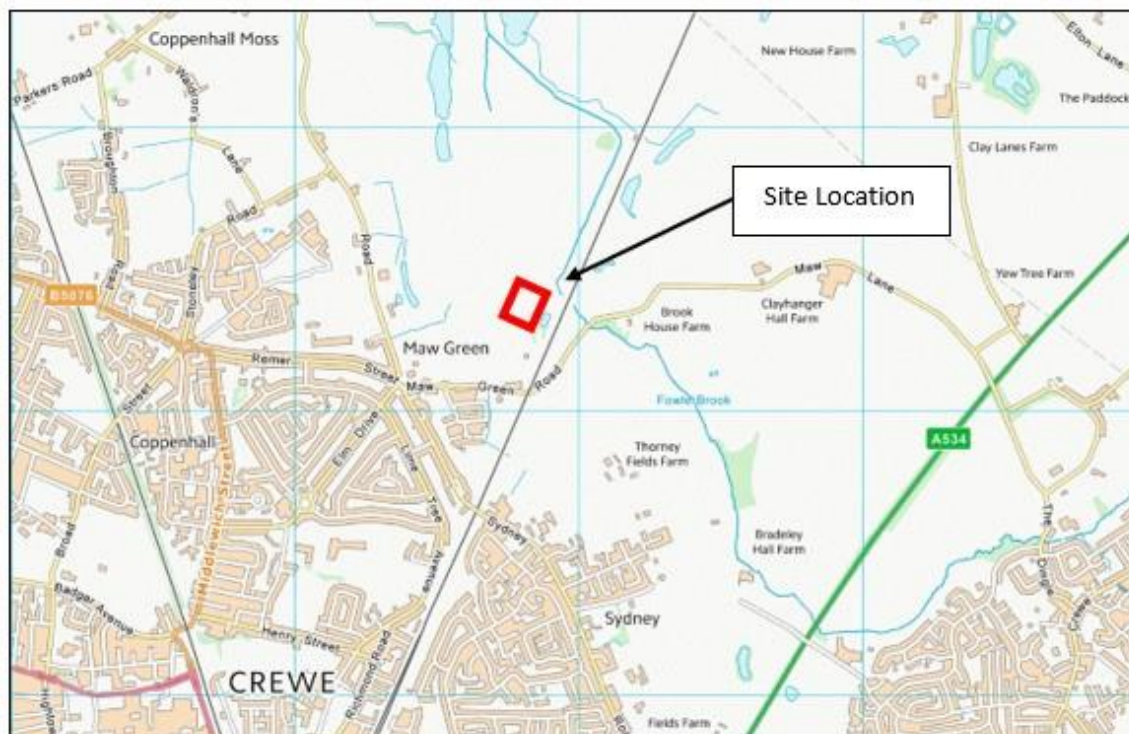 Coppenhall Moss
New House Farm
Elton Lane
The Paddock
Parkers Road
Waldron's
Lane
Broughton
Road
Clay Lanes Farm
Site Location
Road
Stoneley
Road
Maw
Lane
Yew Tree Farm
B5076
Clayhanger
Hall Farm
Brook
House Farm
Maw Green
Remer
Street
Maw
Green
Road
Fowle Brook
Street
Elm Drive
Lime
Tree
Avenue
Coppenhall
A534
Thorney
Fields Farm
Middlewich Street
Broad
Sydney
Bradeley
Hall Farm
The
Dingle
Crewe
Badger Avenue
Henry Street
Sydney
Richmond Road
CREWE
Fields Farm